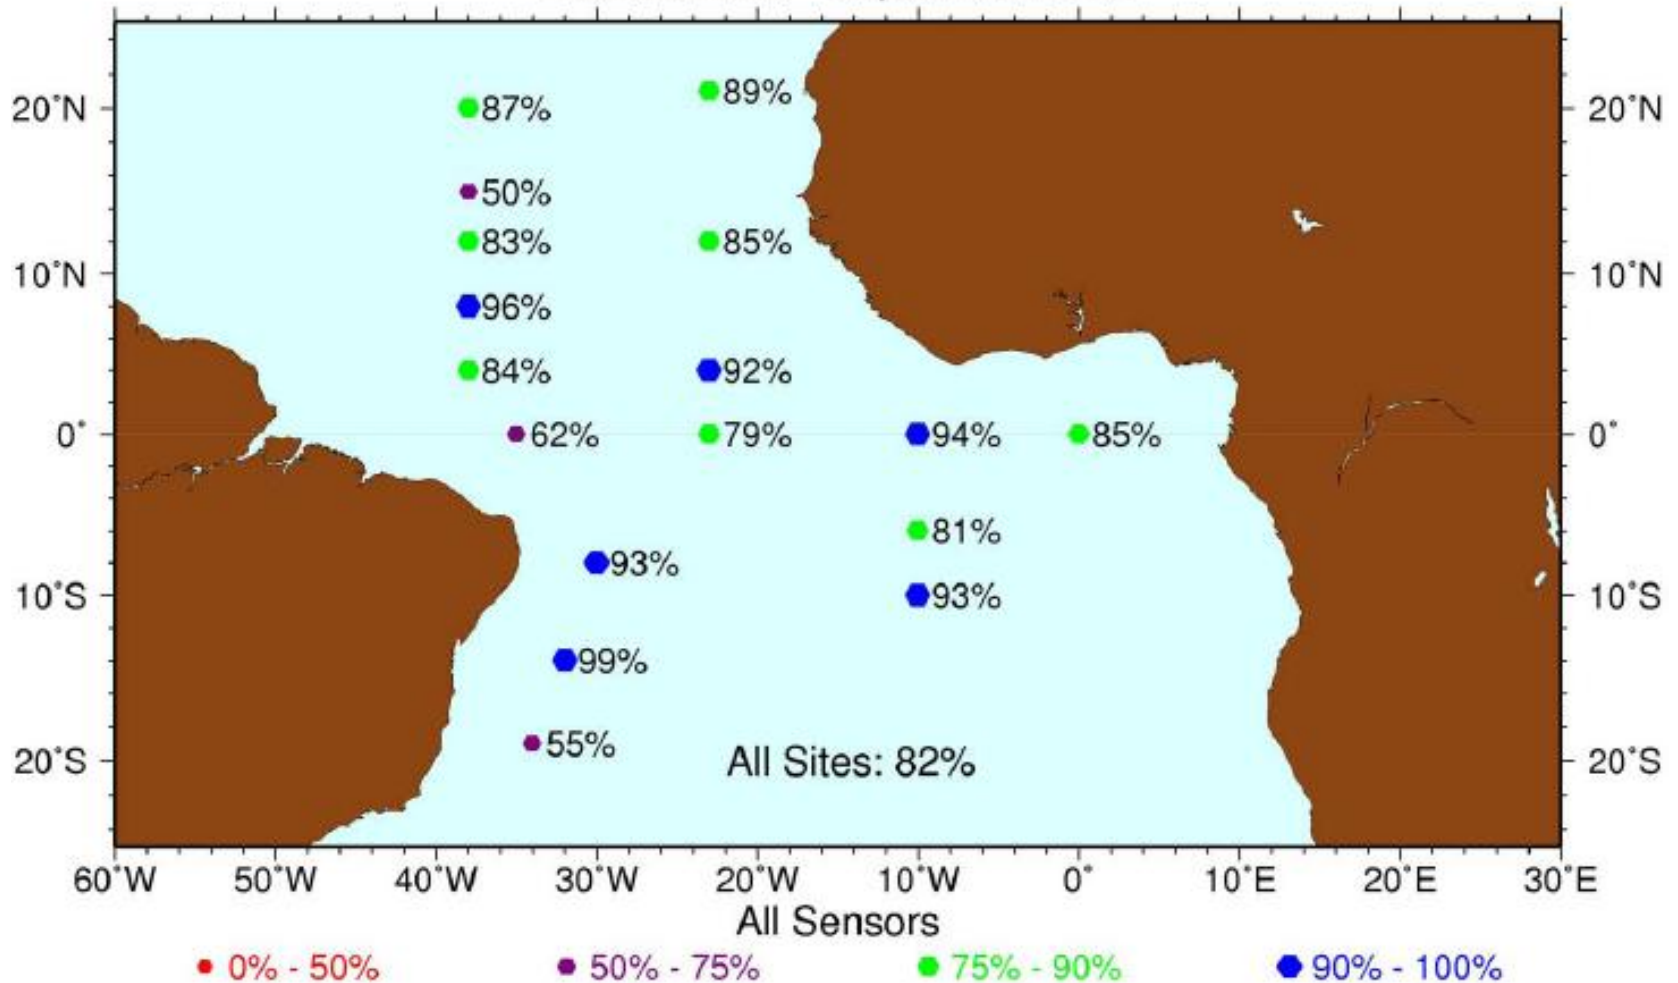 89%
20°N 87% 20°N
50%
83% 85%
10°N 10°N
96%
84% 92%
0° 62% 79% 94% 85% 0°
81%
93%
10°S 93% 10°S
99%
55%
20°S All Sites: 82% 20°S
60°W 50°W 40°W 30°W 20°W 10°W 0° 10°E 20°E 30°E
All Sensors
0% - 50% 50% - 75% 75% - 90% 90% - 100%